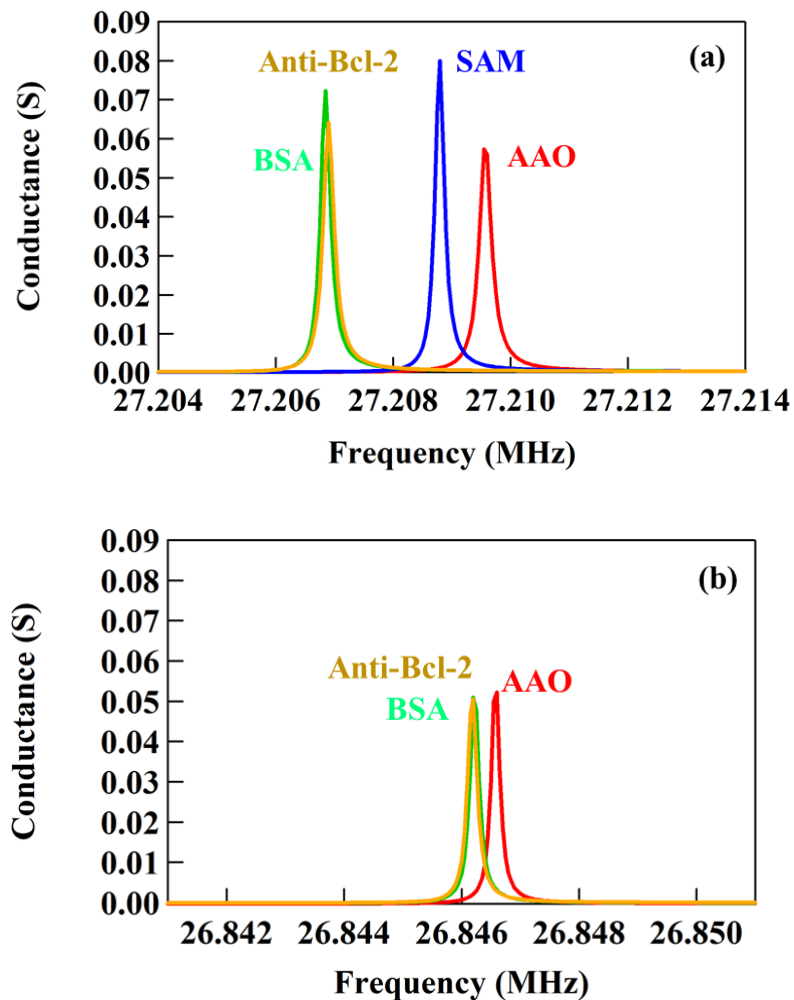 0.09
(a)
Anti-Bcl-2 SAM
0.08
0.07
0.06
BSA AAO
0.05
0.04
0.03
0.02
0.01
0.00
Conductance (S)
27.204 27.206 27.208 27.210 27.212 27.214
Frequency (MHz)
0.09
(b)
0.08
0.07
0.06
Anti-Bcl-2 AAO
0.05
BSA
0.04
0.03
0.02
0.01
0.00
Conductance (S)
26.842 26.844 26.846 26.848 26.850
Frequency (MHz)